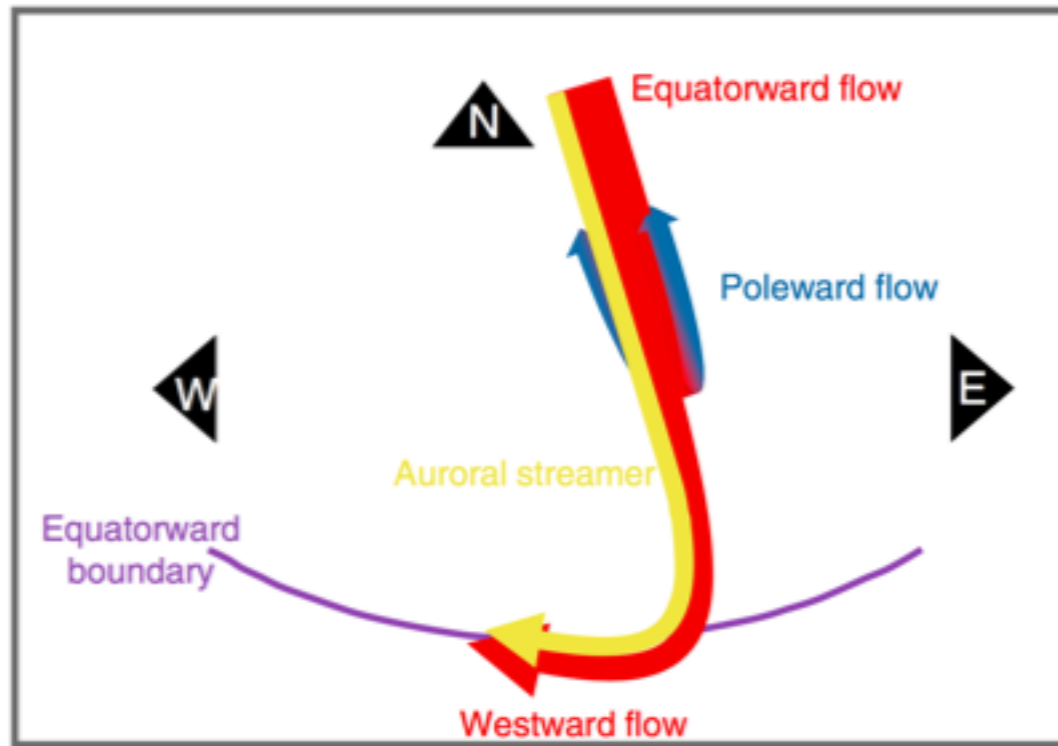 Equatorward flow
N
Poleward flow
W
E
Auroral streamer
Equatorward
boundary
Westward flow